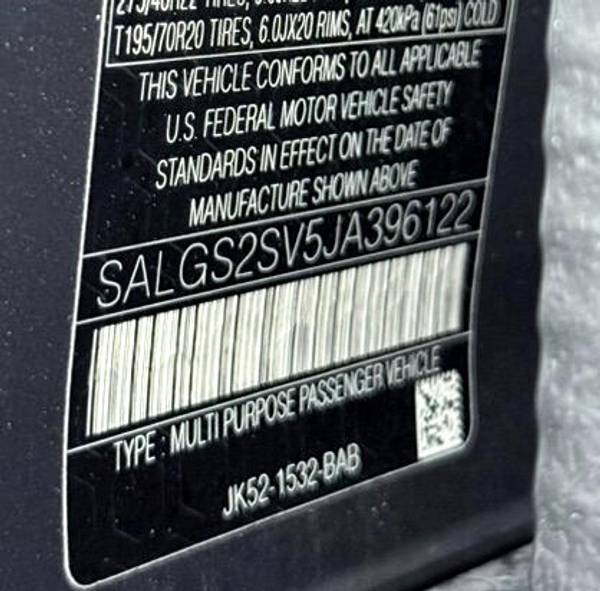 T195/70R20 TIRES, 6.0JX20 RIMS, AT 420kPa (61psi) COLD
THIS VEHICLE CONFORMS TO ALL APPLICABLE
U.S. FEDERAL MOTOR VEHICLE SAFETY
STANDARDS IN EFFECT ON THE DATE OF
MANUFACTURE SHOWN ABOVE
SALGS2SV5JA396122
TYPE : MULTI PURPOSE PASSENGER VEHICLE
JK52-1532-BAB